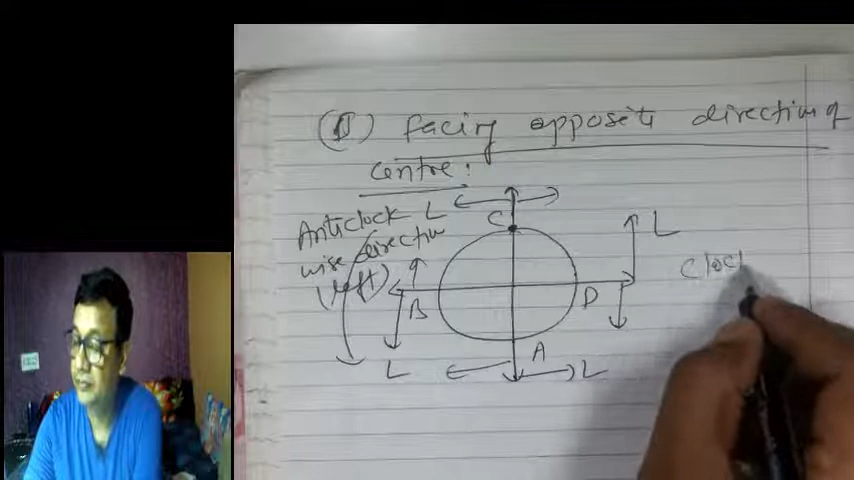 (1) Facing opposite direction of
centre:
Anticlock L
wise direction
(left)
C
B
D
A
L
L
L
Cloc